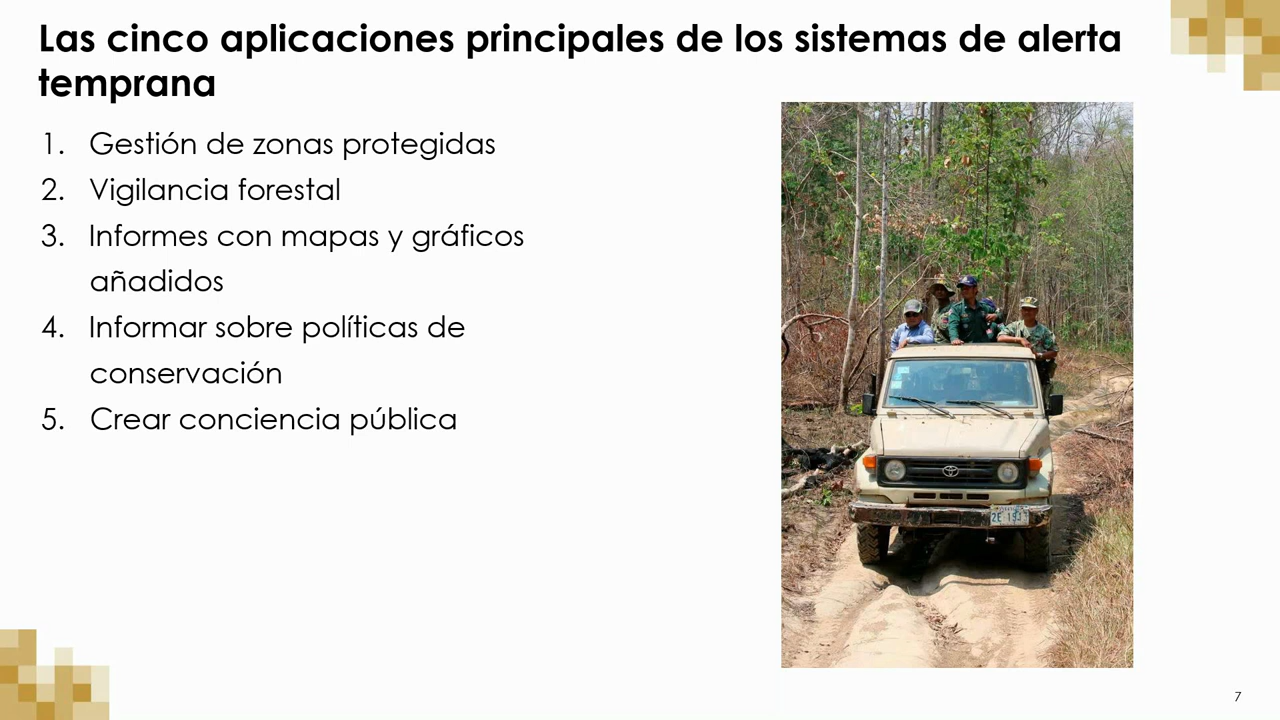 Las cinco aplicaciones principales de los sistemas de alerta
temprana
1. Gestión de zonas protegidas
2. Vigilancia forestal
3. Informes con mapas y gráficos
añadidos
4. Informar sobre políticas de
conservación
5. Crear conciencia pública
7